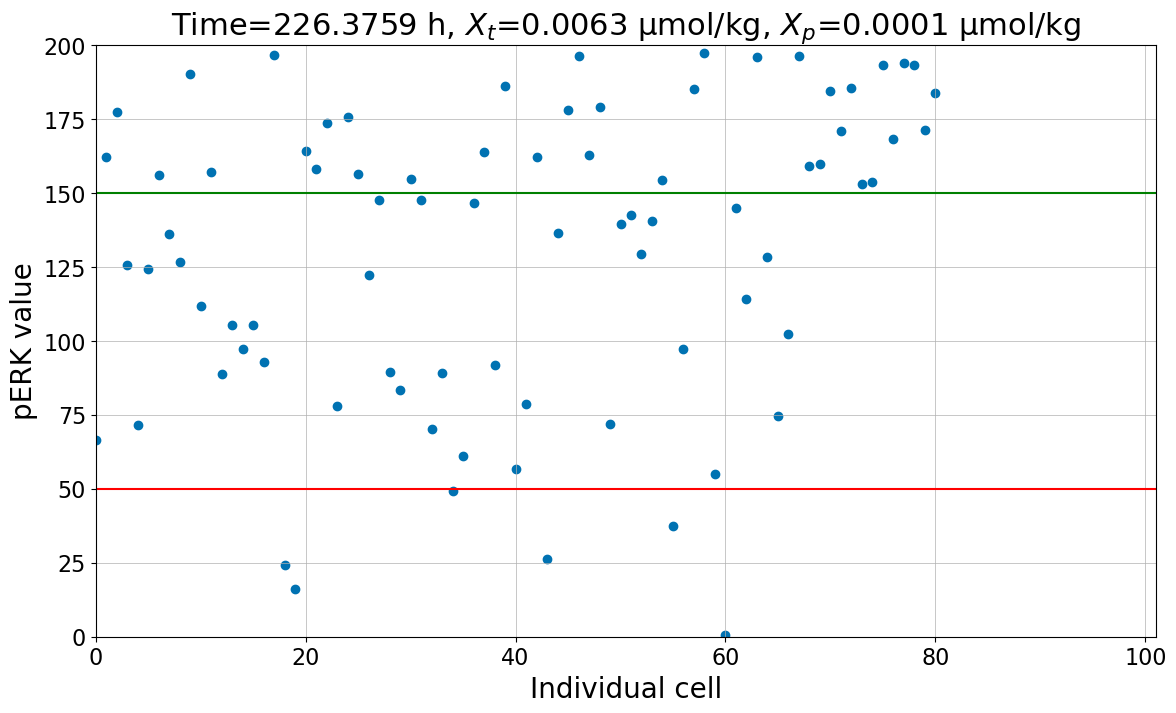 Time=226.3759 h, X_t=0.0063 µmol/kg, X_p=0.0001 µmol/kg
200
175
150
125
100
75
50
25
0
pERK value
0 20 40 60 80 100
Individual cell